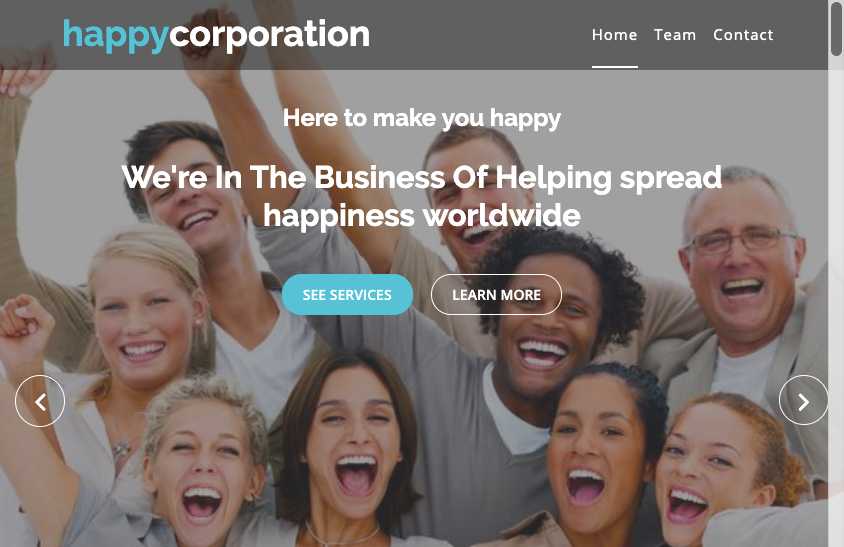 happycorporation
Home Team Contact
Here to make you happy
We're In The Business Of Helping spread
happiness worldwide
SEE SERVICES LEARN MORE